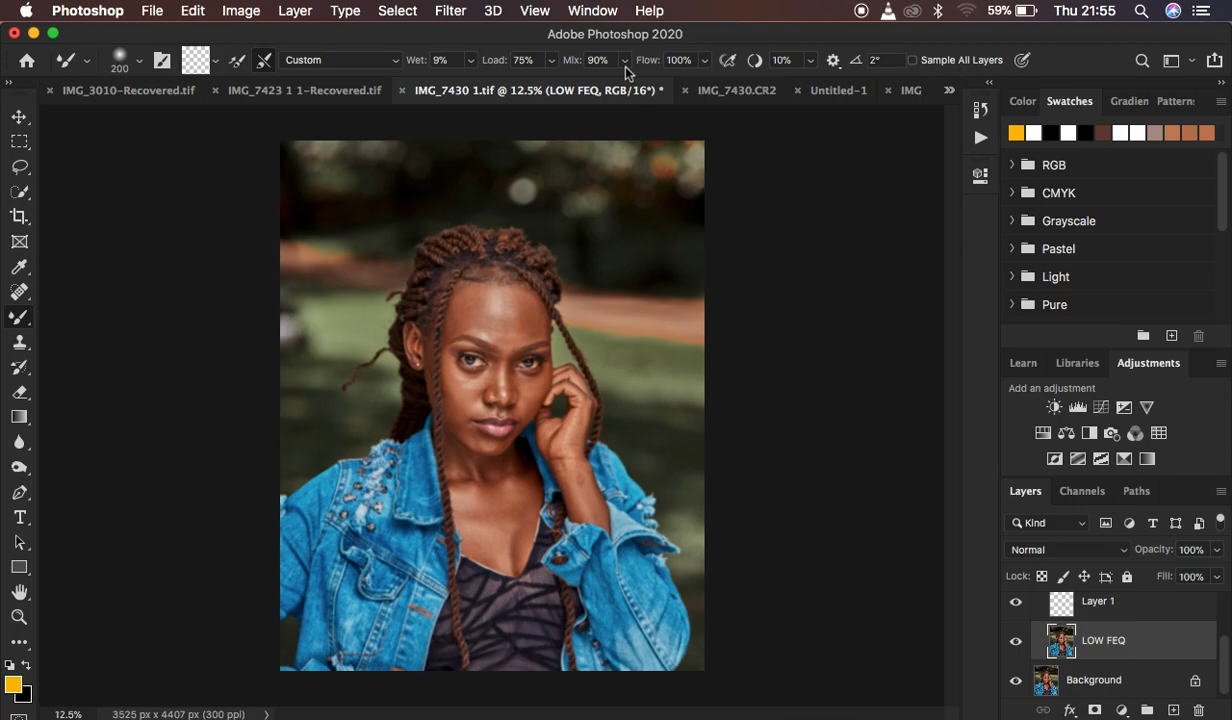 Photoshop File Edit Image Layer Type Select Filter 3D View Window Help 59% Thu 21:55
Adobe Photoshop 2020
200 Custom Wet: 9% Load: 75% Mix: 90% Flow: 100% 10% 2° Sample All Layers
IMG_3010-Recovered.tif IMG_7423 1 1-Recovered.tif IMG_7430 1.tif @ 12.5% (LOW FEQ, RGB/16*) * IMG_7430.CR2 Untitled-1 IMG
Color Swatches Gradien Patterns
RGB
CMYK
Grayscale
Pastel
Light
Pure
Learn Libraries Adjustments
Add an adjustment
Layers Channels Paths
Kind
Normal Opacity: 100%
Lock: Fill: 100%
Layer 1
LOW FEQ
Background
fx
12.5% 3525 px x 4407 px (300 ppi)